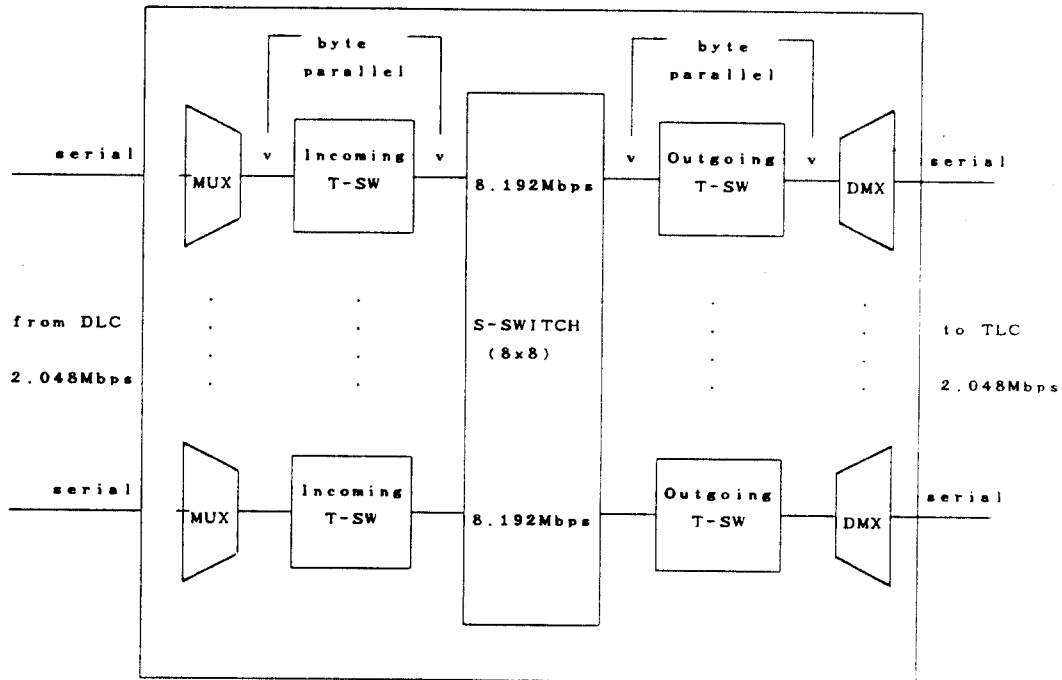 byte
parallel
byte
parallel
serial
MUX
v
Incoming
T-SW
v
8.192Mbps
v
Outgoing
T-SW
v
DMX
serial
from DLC
2.048Mbps
S-SWITCH
(8x8)
to TLC
2.048Mbps
serial
MUX
Incoming
T-SW
8.192Mbps
Outgoing
T-SW
DMX
serial